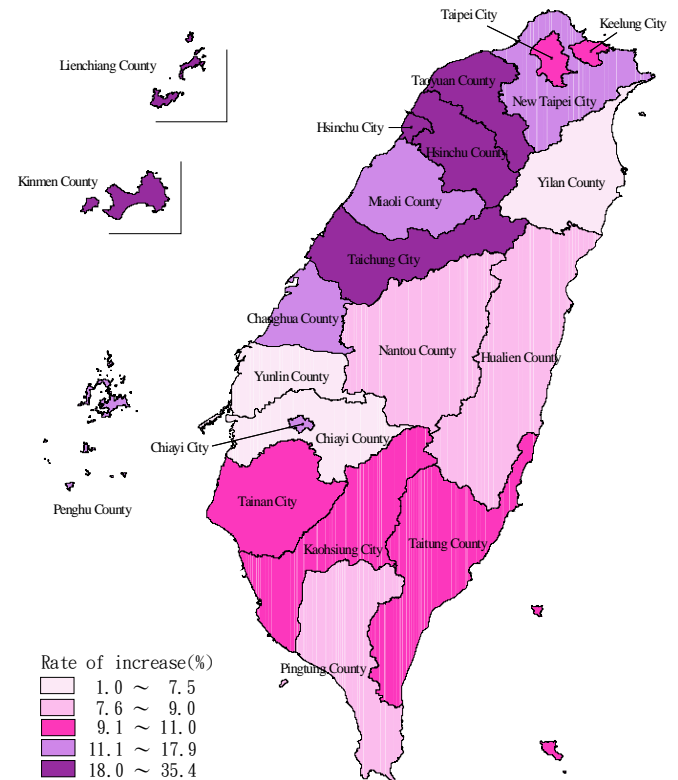 Taipei City
Keelung City
Lienchiang County
Taoyuan County
New Taipei City
Hsinchu City
Hsinchu County
Kinmen County
Yilan County
Miaoli County
Taichung City
Changhua County
Nantou County
Hualien County
Yunlin County
Chiayi City
Chiayi County
Penghu County
Tainan City
Kaohsiung City
Taitung County
Pingtung County
Rate of increase(%)
1.0 ～ 7.5
7.6 ～ 9.0
9.1 ～ 11.0
11.1 ～ 17.9
18.0 ～ 35.4